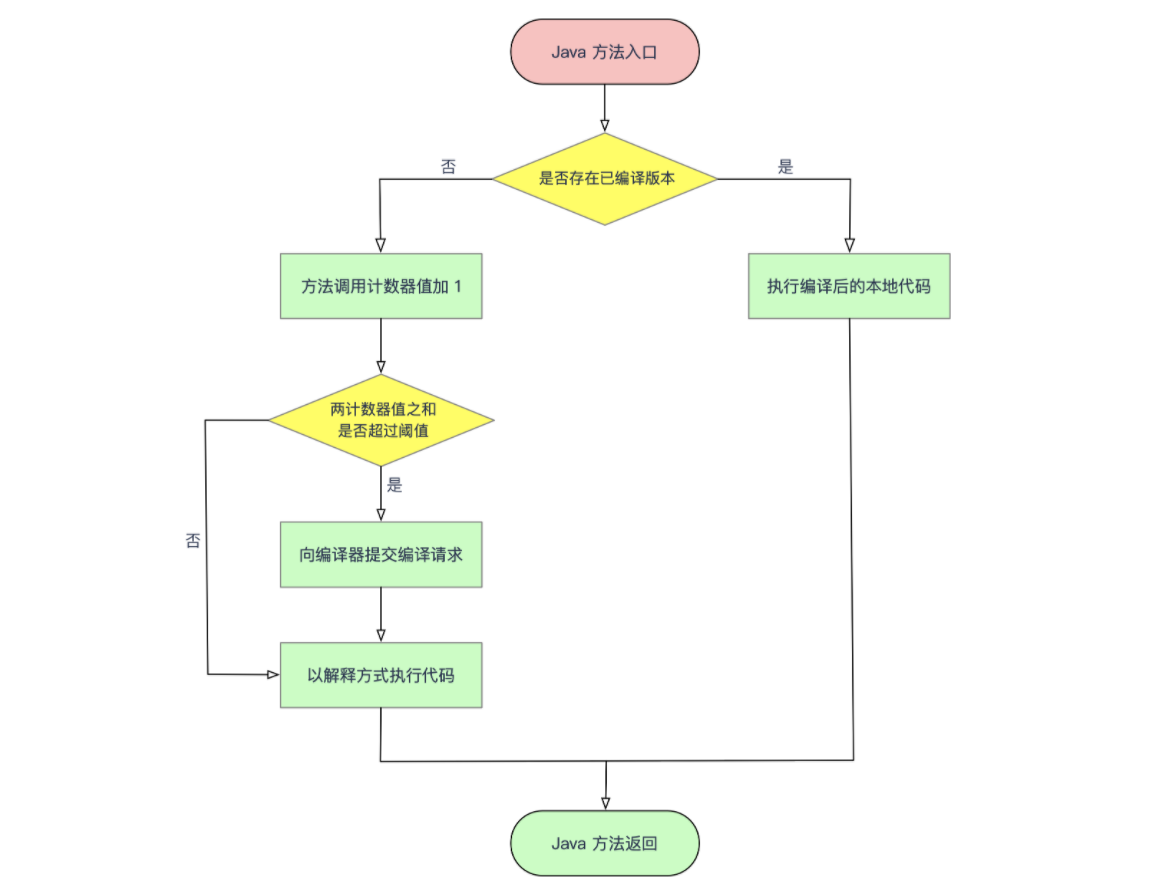 Java 方法入口
否
是
是否存在已编译版本
方法调用计数器值加 1
执行编译后的本地代码
两计数器值之和
是否超过阈值
是
否
向编译器提交编译请求
以解释方式执行代码
Java 方法返回